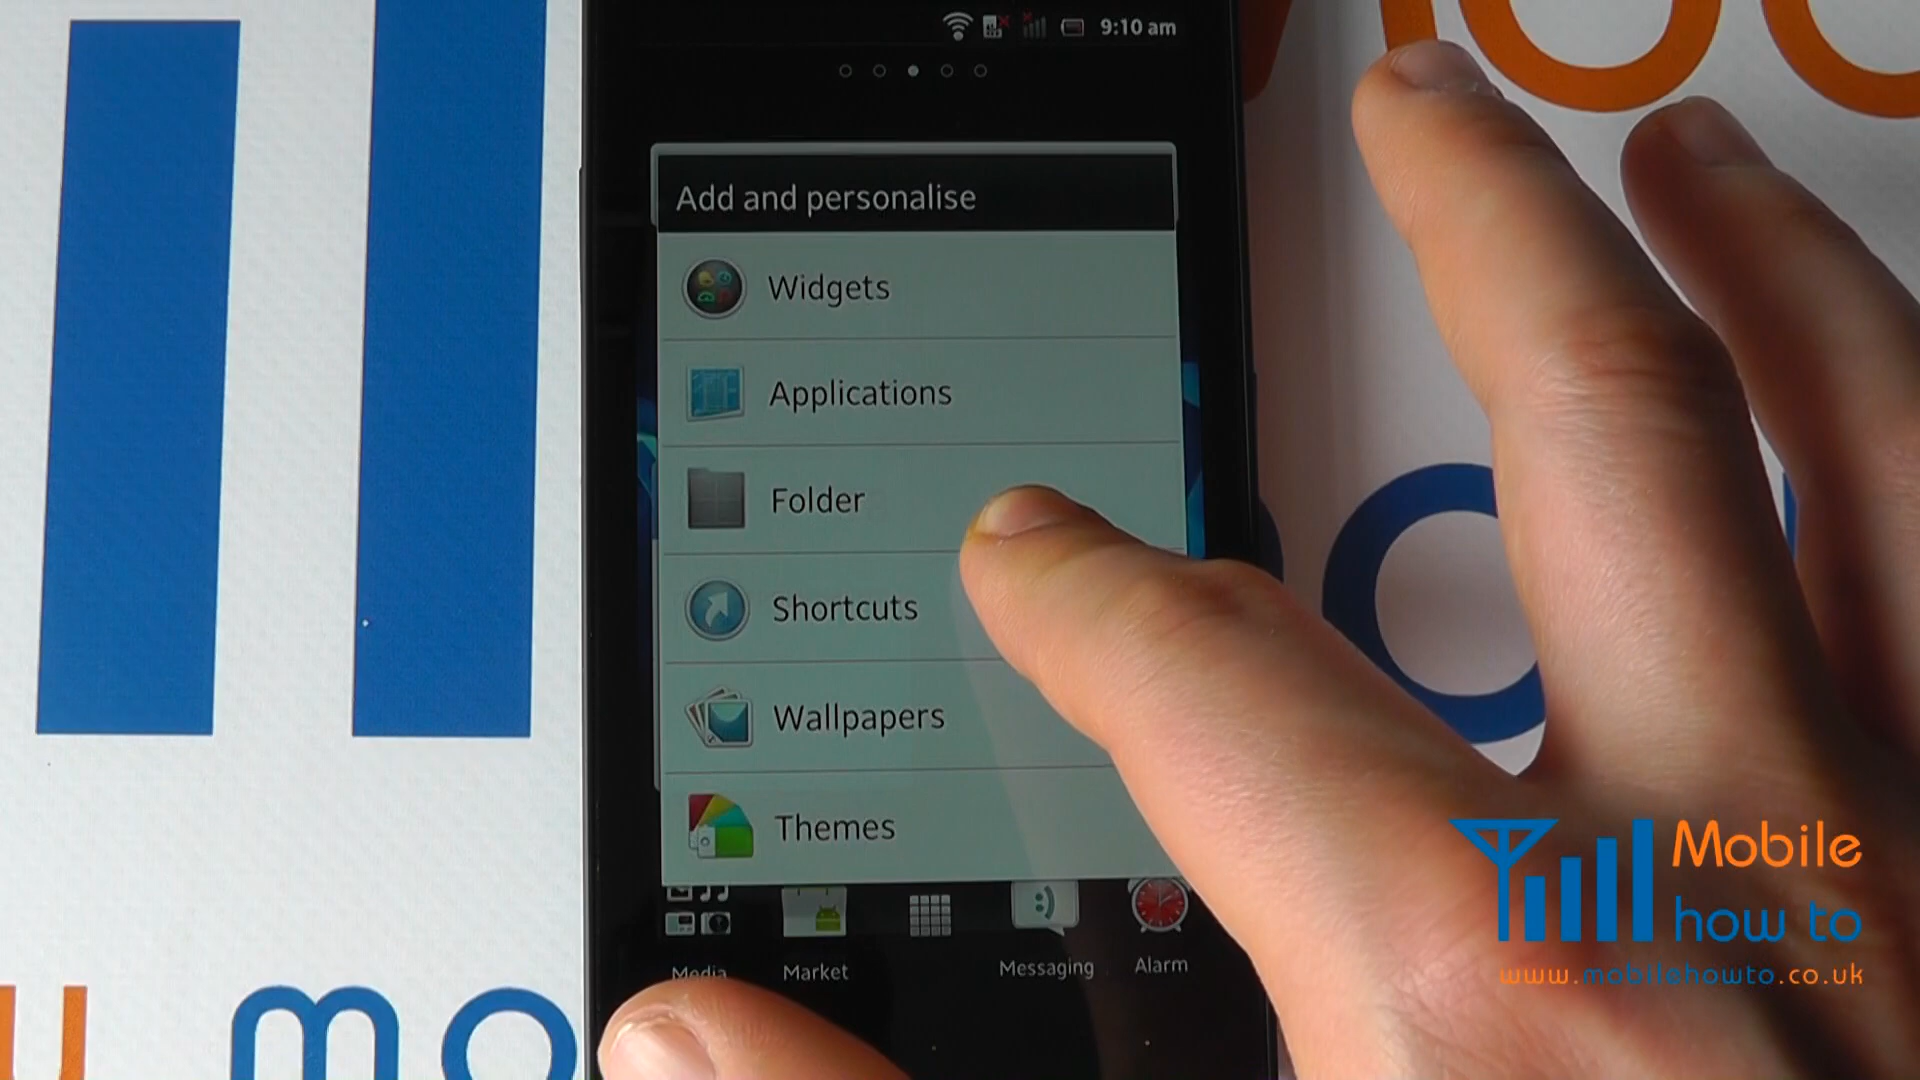 9:10 am
Add and personalise
Widgets
Applications
Folder
Shortcuts
Wallpapers
Themes
Media
Market
Messaging
Alarm
Mobile
how to
www.mobilehowto.co.uk
mo